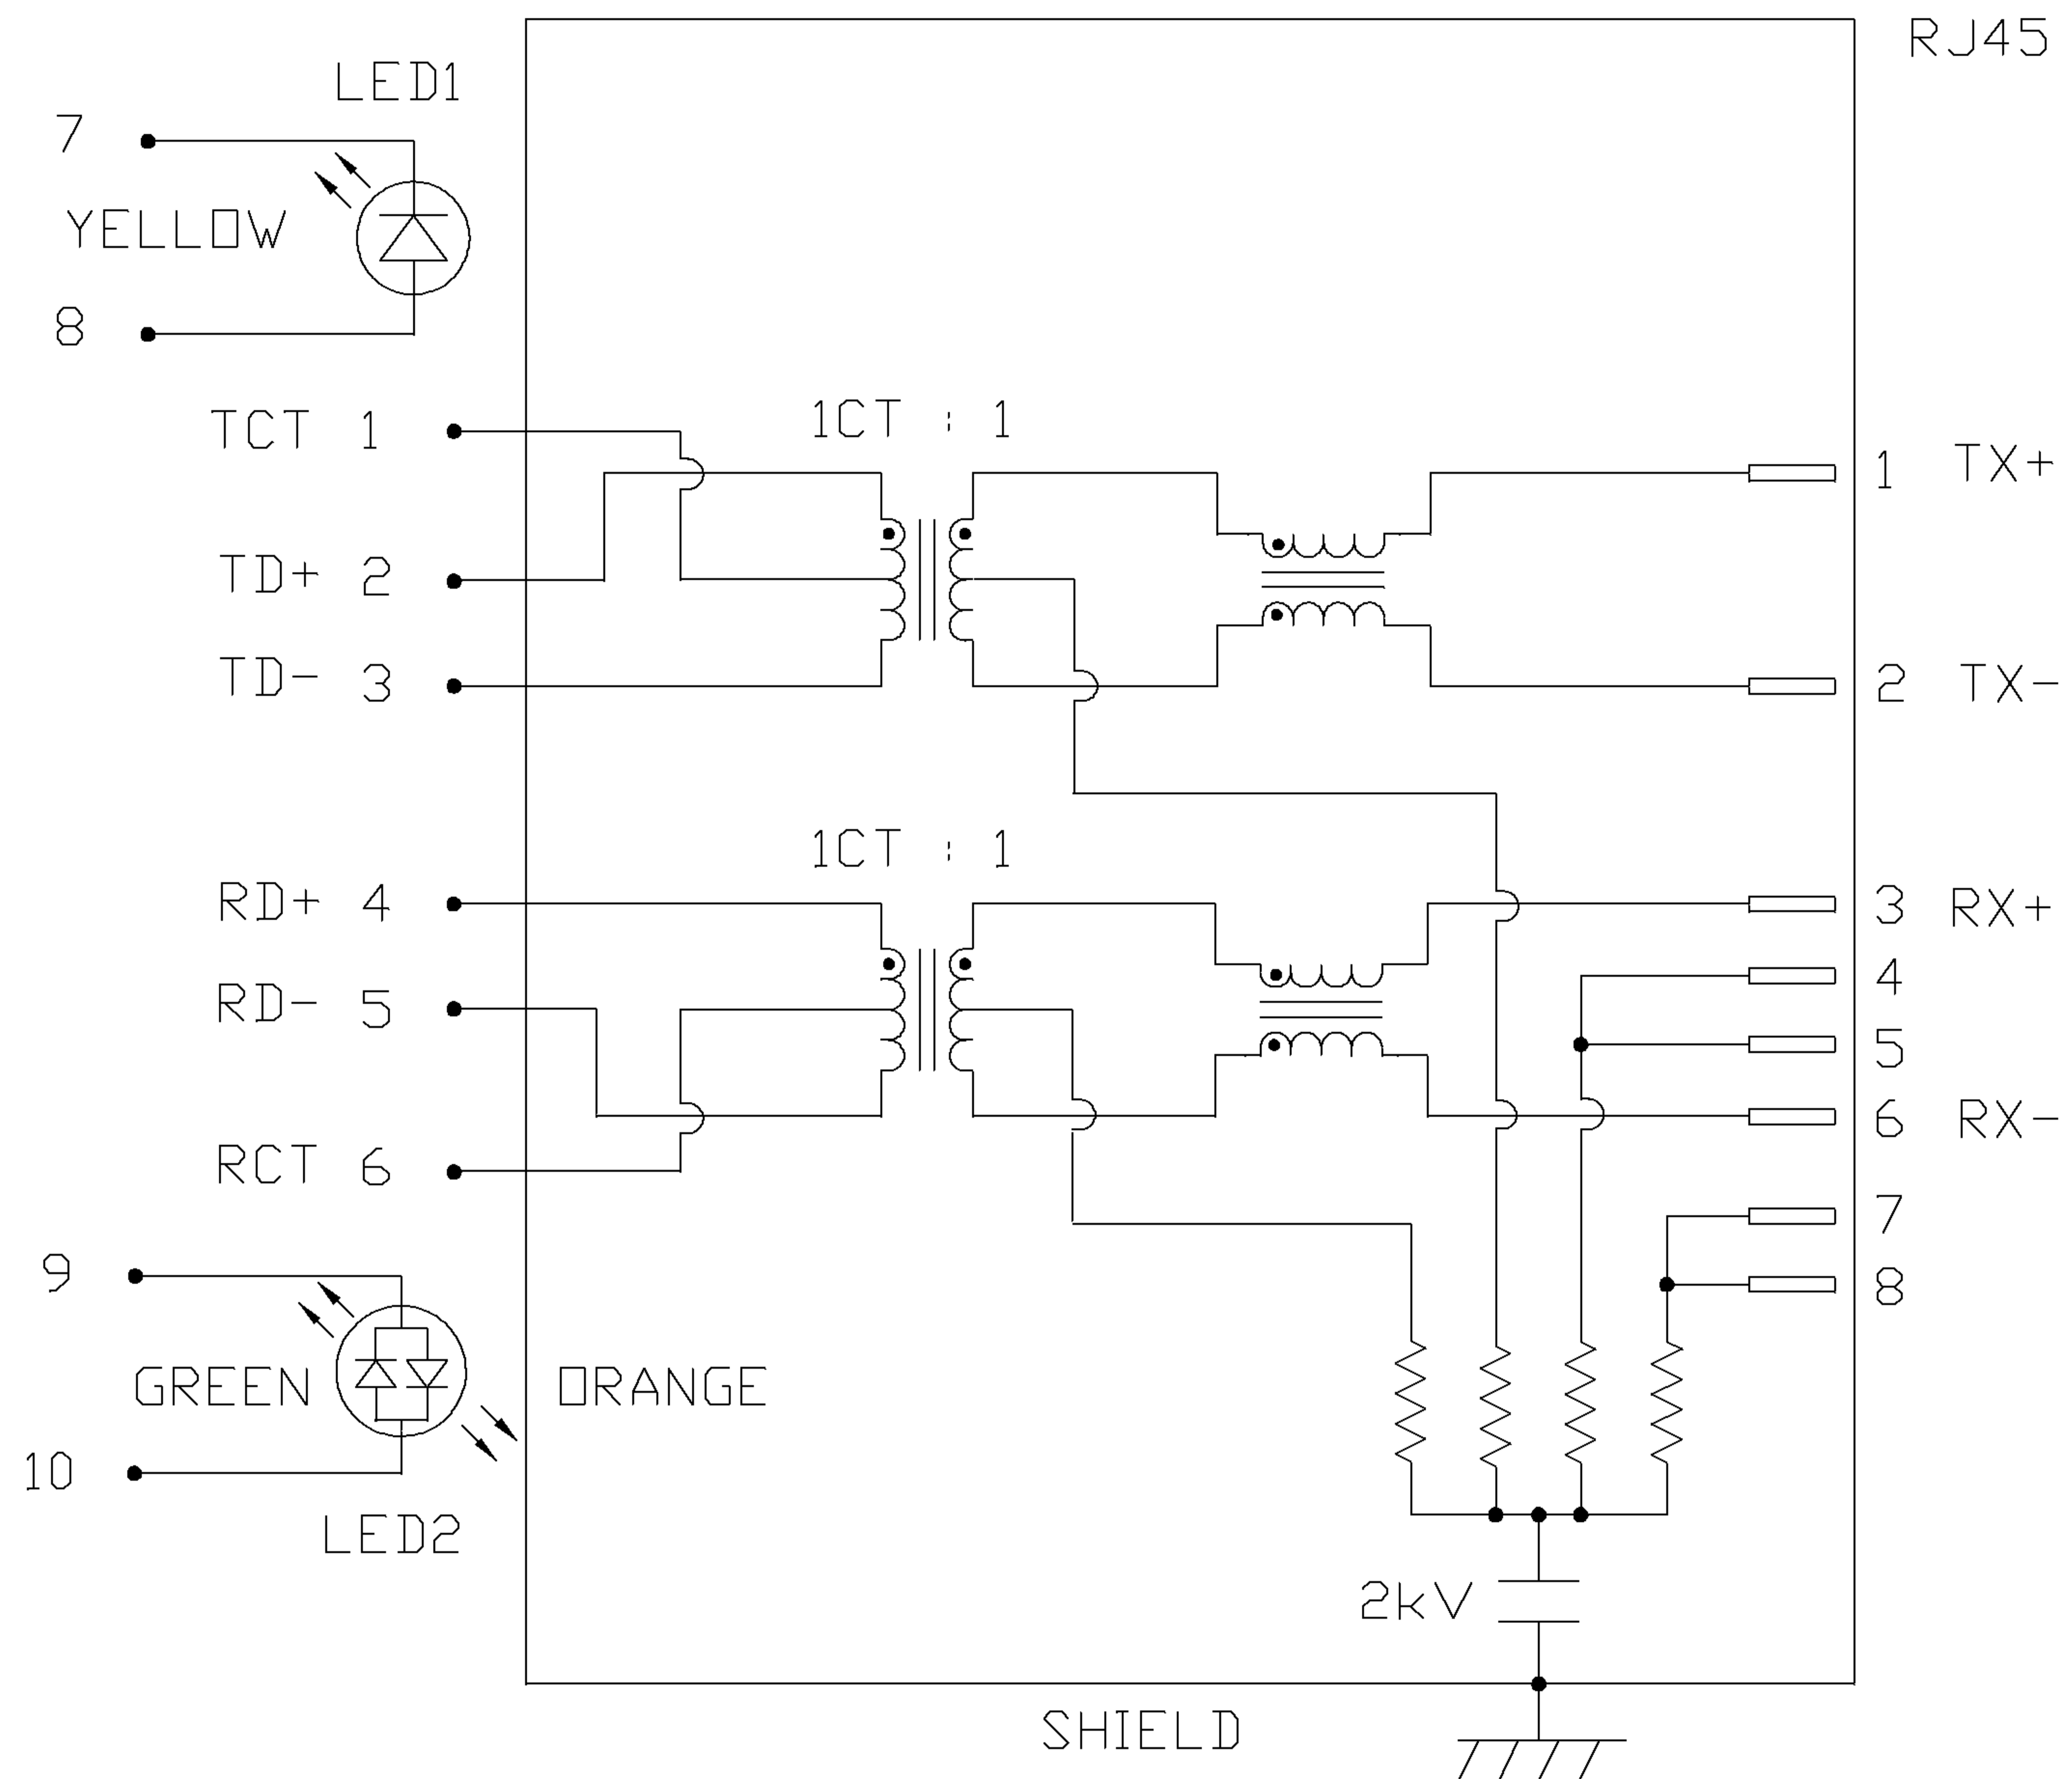 RJ45
LED1
7
YELLOW
8
TCT 1
1CT : 1
1 TX+
TD+ 2
TD- 3
2 TX-
1CT : 1
RD+ 4
3 RX+
4
RD- 5
5
6 RX-
RCT 6
7
9
8
GREEN
ORANGE
10
LED2
2kV
SHIELD